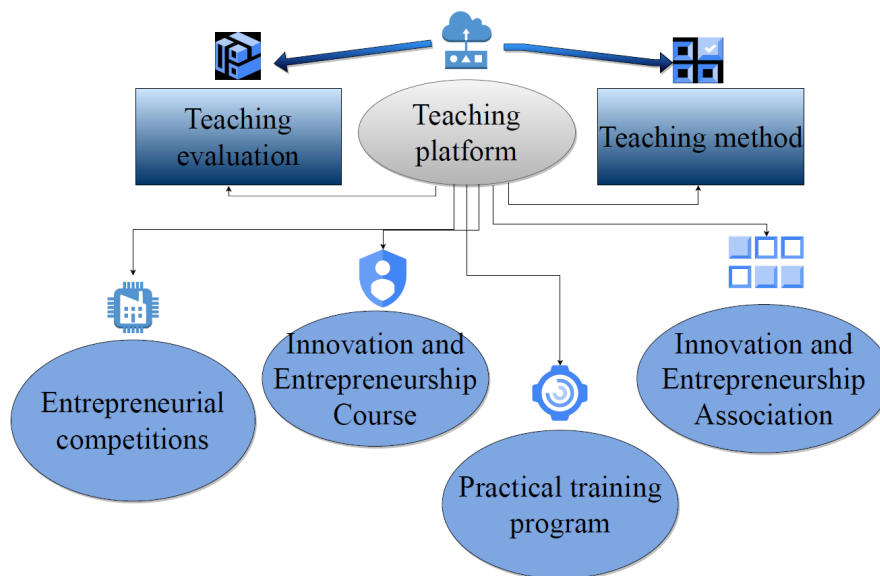 Teaching
evaluation
Teaching
platform
Teaching method
Entrepreneurial
competitions
Innovation and
Entrepreneurship
Course
Practical training
program
Innovation and
Entrepreneurship
Association